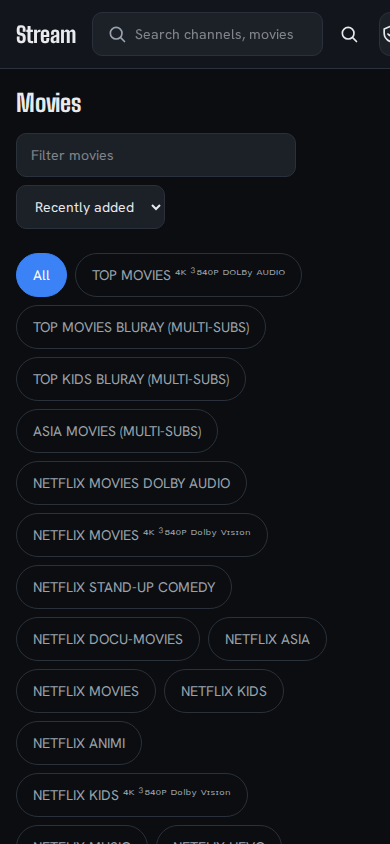 Stream
Search channels, movies
Movies
Filter movies
Recently added
All
TOP MOVIES ⁴ᴷ ³⁸⁴⁰ᴾ ᴰᴼᴸᴮʸ ᴬᵁᴰᴵᴼ
TOP MOVIES BLURAY (MULTI-SUBS)
TOP KIDS BLURAY (MULTI-SUBS)
ASIA MOVIES (MULTI-SUBS)
NETFLIX MOVIES DOLBY AUDIO
NETFLIX MOVIES ⁴ᴷ ³⁸⁴⁰ᴾ ᴰᵒˡᵇʸ ⱽᶦˢᶦᵒⁿ
NETFLIX STAND-UP COMEDY
NETFLIX DOCU-MOVIES NETFLIX ASIA
NETFLIX MOVIES NETFLIX KIDS
NETFLIX ANIMI
NETFLIX KIDS ⁴ᴷ ³⁸⁴⁰ᴾ ᴰᵒˡᵇʸ ⱽᶦˢᶦᵒⁿ